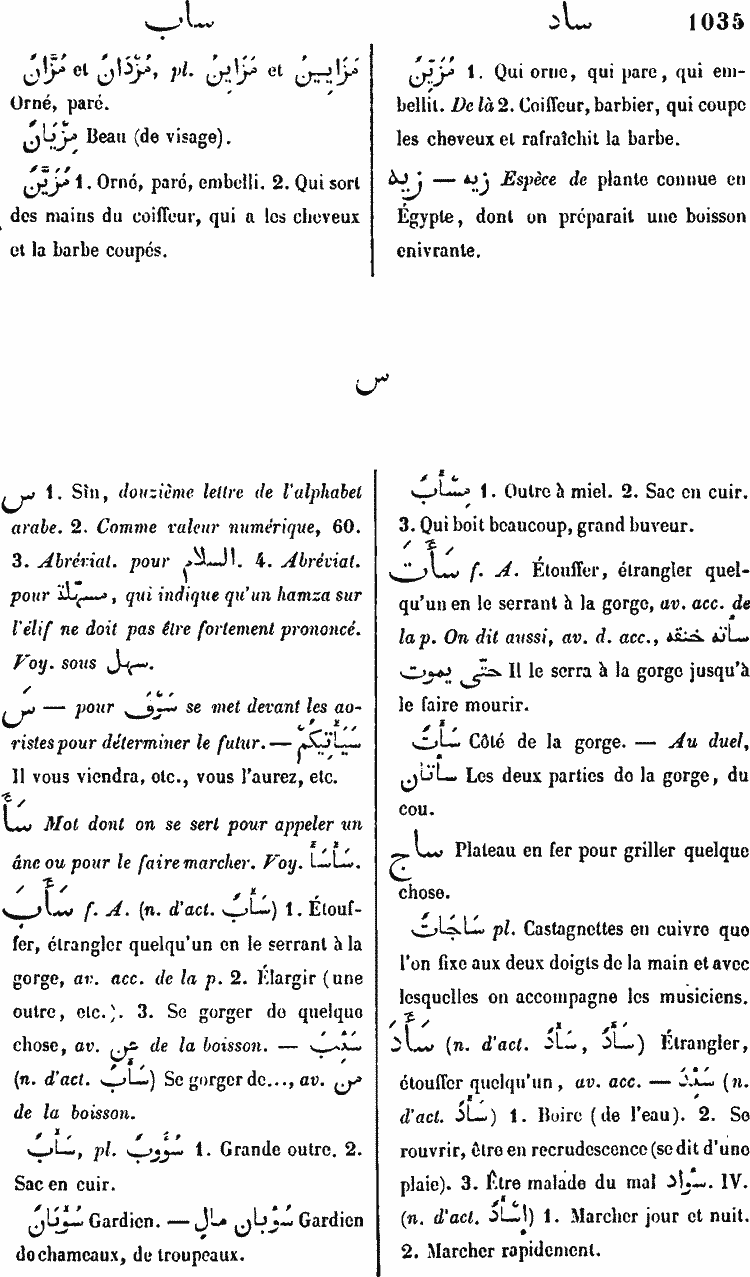 ساب
ساد
1035
مُزَّانٌ et مُزْدَانٌ, pl. مَزَايِنُ et مَزَايِينُ
Orné, paré.
مِزْيَانٌ Beau (de visage).
مُزَيَّنٌ 1. Orné, paré, embelli. 2. Qui sort
des mains du coiffeur, qui a les cheveux
et la barbe coupés.
مُزَيِّنٌ 1. Qui orne, qui pare, qui em-
bellit. De là 2. Coiffeur, barbier, qui coupe
les cheveux et rafraîchit la barbe.
زيه — زيه Espèce de plante connue en
Égypte, dont on préparait une boisson
enivrante.
س
س 1. Sîn, douzième lettre de l'alphabet
arabe. 2. Comme valeur numérique, 60.
3. Abréviat. pour السلام. 4. Abréviat.
pour مسهّلة, qui indique qu'un hamza sur
l'élif ne doit pas être fortement prononcé.
Voy. sous سهل.
سَ — pour سَوْفَ se met devant les ao-
ristes pour déterminer le futur. — سَيَأْتِيكُمْ
Il vous viendra, etc., vous l'aurez, etc.
سَأْ Mot dont on se sert pour appeler un
âne ou pour le faire marcher. Voy. سَأْسَأَ.
سَأَبَ f. A. (n. d'act. سَأْبٌ) 1. Étouf-
fer, étrangler quelqu'un en le serrant à la
gorge, av. acc. de la p. 2. Élargir (une
outre, etc.). 3. Se gorger de quelque
chose, av. من de la boisson. — سَئِبَ
(n. d'act. سَأَبٌ) Se gorger de..., av. من
de la boisson.
سَأْبٌ, pl. سُؤُوبٌ 1. Grande outre. 2.
Sac en cuir.
سُؤْبَانٌ Gardien. — سُؤْبان مالٍ Gardien
de chameaux, de troupeaux.
مِسْأَبٌ 1. Outre à miel. 2. Sac en cuir.
3. Qui boit beaucoup, grand buveur.
سَأَتَ f. A. Étouffer, étrangler quel-
qu'un en le serrant à la gorge, av. acc. de
la p. On dit aussi, av. d. acc., سأته خنقه
حتّى يموت Il le serra à la gorge jusqu'à
le faire mourir.
سَأْتٌ Côté de la gorge. — Au duel,
سأتان Les deux parties de la gorge, du
cou.
ساج Plateau en fer pour griller quelque
chose.
سَاجَاتٌ pl. Castagnettes en cuivre que
l'on fixe aux deux doigts de la main et avec
lesquelles on accompagne les musiciens.
سَأَدَ (n. d'act. سَأْدٌ, سَأَدٌ) Étrangler,
étouffer quelqu'un, av. acc. — سَئِدَ (n.
d'act. سَأَدٌ) 1. Boire (de l'eau). 2. Se
rouvrir, être en recrudescence (se dit d'une
plaie). 3. Être malade du mal سُؤاد. IV.
(n. d'act. إِسْآدٌ) 1. Marcher jour et nuit.
2. Marcher rapidement.